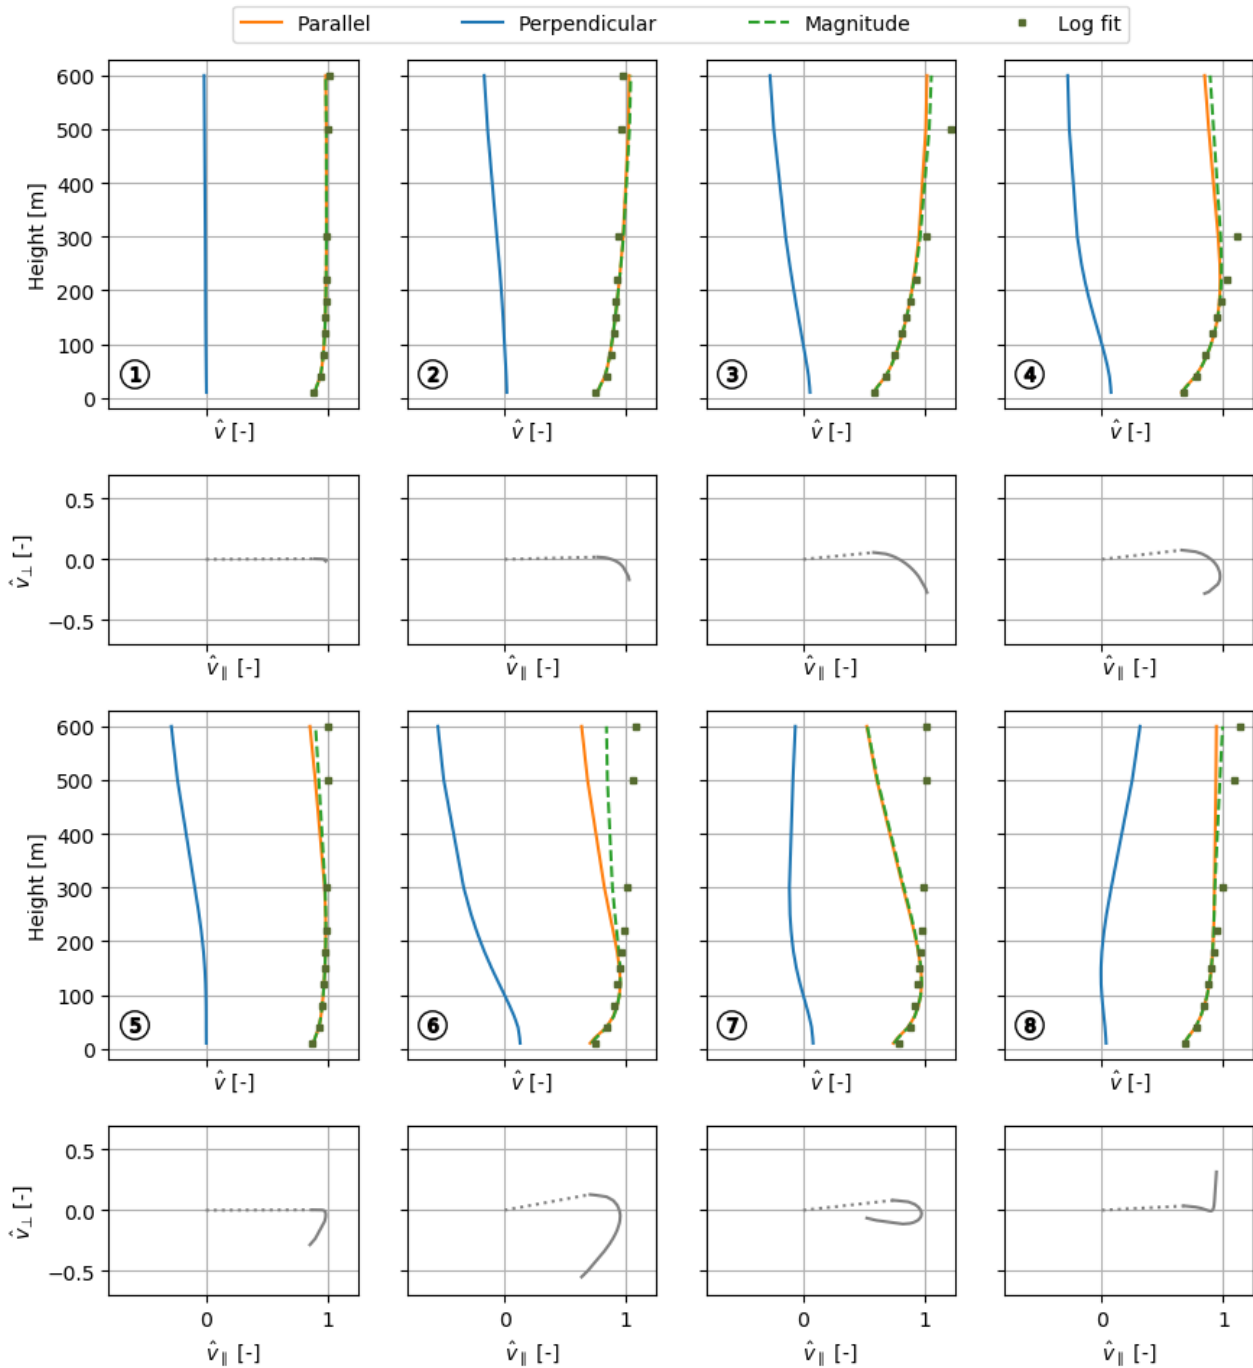 Parallel Perpendicular Magnitude Log fit
600
500
400
300
200
100
0
Height [m]
① ② ③ ④
v̂ [-] v̂ [-] v̂ [-] v̂ [-]
0.5
0.0
−0.5
v̂⊥ [-]
v̂∥ [-] v̂∥ [-] v̂∥ [-] v̂∥ [-]
600
500
400
300
200
100
0
Height [m]
⑤ ⑥ ⑦ ⑧
v̂ [-] v̂ [-] v̂ [-] v̂ [-]
0.5
0.0
−0.5
v̂⊥ [-]
0 1 0 1 0 1 0 1
v̂∥ [-] v̂∥ [-] v̂∥ [-] v̂∥ [-]